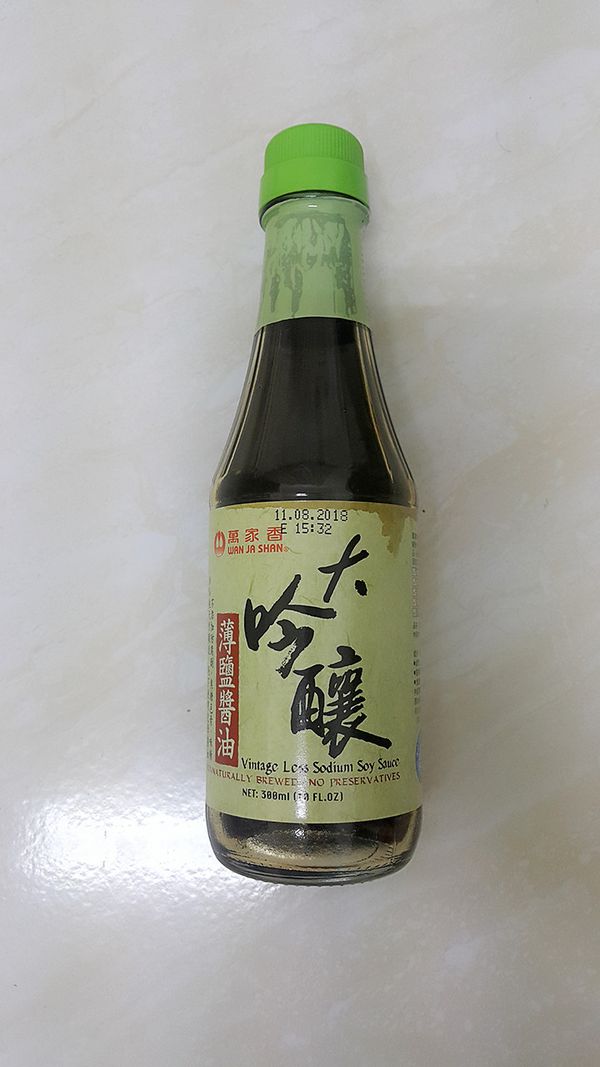 11.08.2018
E 15:32
萬家香
WAN JA SHAN®
大吟釀
薄鹽醬油
Vintage Less Sodium Soy Sauce
NATURALLY BREWED NO PRESERVATIVES
NET: 300ml (10 FL.OZ)